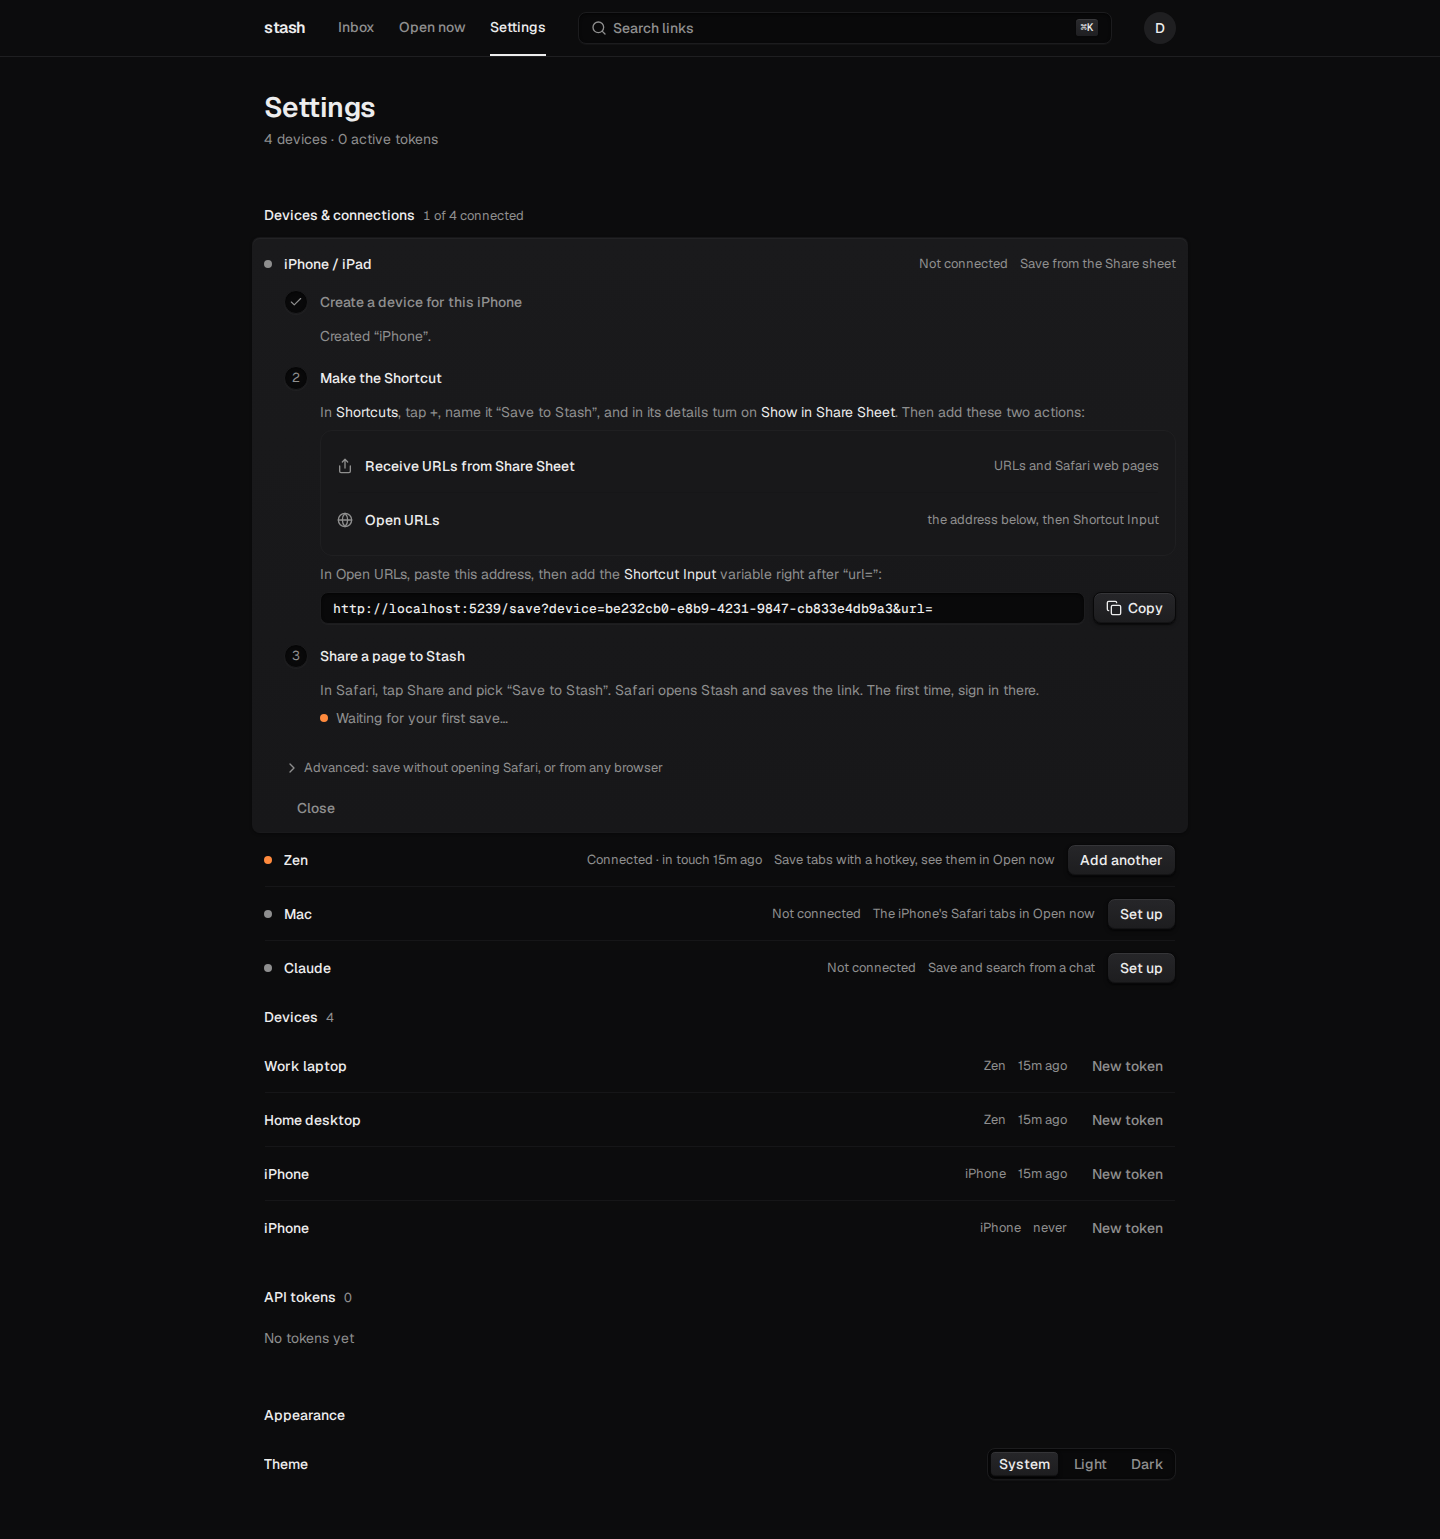 stash Inbox Open now Settings Search links ⌘K D
Settings
4 devices · 0 active tokens
Devices & connections 1 of 4 connected
iPhone / iPad Not connected Save from the Share sheet
Create a device for this iPhone
Created “iPhone”.
2 Make the Shortcut
In Shortcuts, tap +, name it “Save to Stash”, and in its details turn on Show in Share Sheet. Then add these two actions:
Receive URLs from Share Sheet URLs and Safari web pages
Open URLs the address below, then Shortcut Input
In Open URLs, paste this address, then add the Shortcut Input variable right after “url=”:
http://localhost:5239/save?device=be232cb0-e8b9-4231-9847-cb833e4db9a3&url= Copy
3 Share a page to Stash
In Safari, tap Share and pick “Save to Stash”. Safari opens Stash and saves the link. The first time, sign in there.
Waiting for your first save…
Advanced: save without opening Safari, or from any browser
Close
Zen Connected · in touch 15m ago Save tabs with a hotkey, see them in Open now Add another
Mac Not connected The iPhone's Safari tabs in Open now Set up
Claude Not connected Save and search from a chat Set up
Devices 4
Work laptop Zen 15m ago New token
Home desktop Zen 15m ago New token
iPhone iPhone 15m ago New token
iPhone iPhone never New token
API tokens 0
No tokens yet
Appearance
Theme System Light Dark